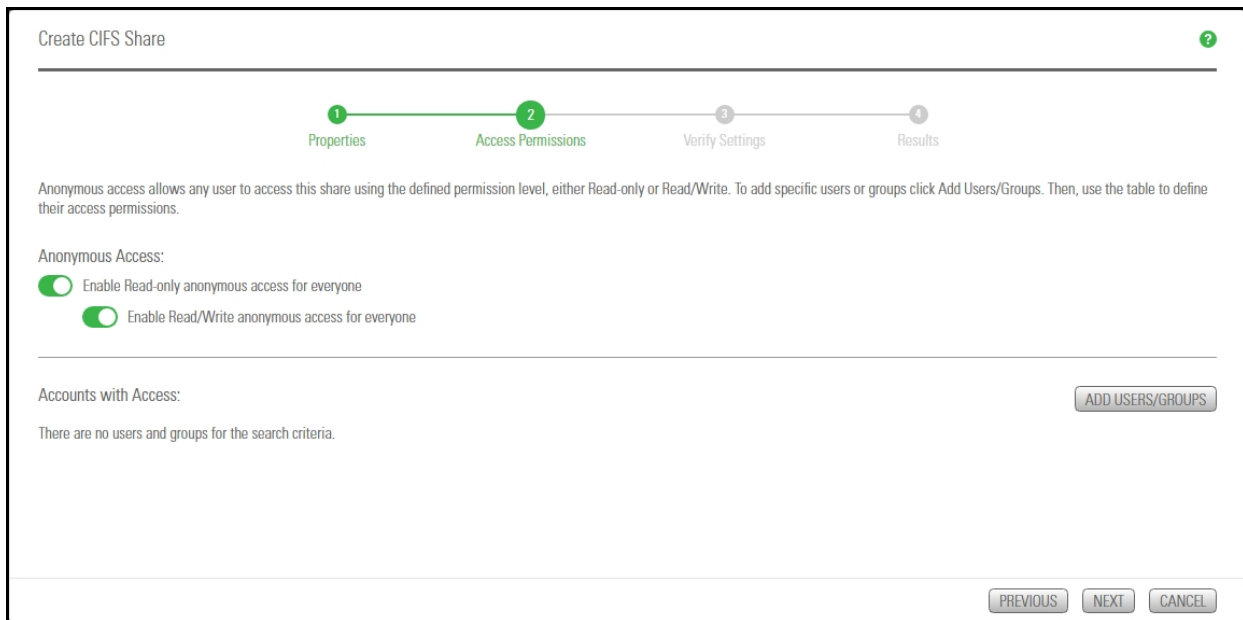 Create CIFS Share
?
1 2 3 4
Properties Access Permissions Verify Settings Results
Anonymous access allows any user to access this share using the defined permission level, either Read-only or Read/Write. To add specific users or groups click Add Users/Groups. Then, use the table to define
their access permissions.
Anonymous Access:
Enable Read-only anonymous access for everyone
Enable Read/Write anonymous access for everyone
Accounts with Access:
ADD USERS/GROUPS
There are no users and groups for the search criteria.
PREVIOUS NEXT CANCEL